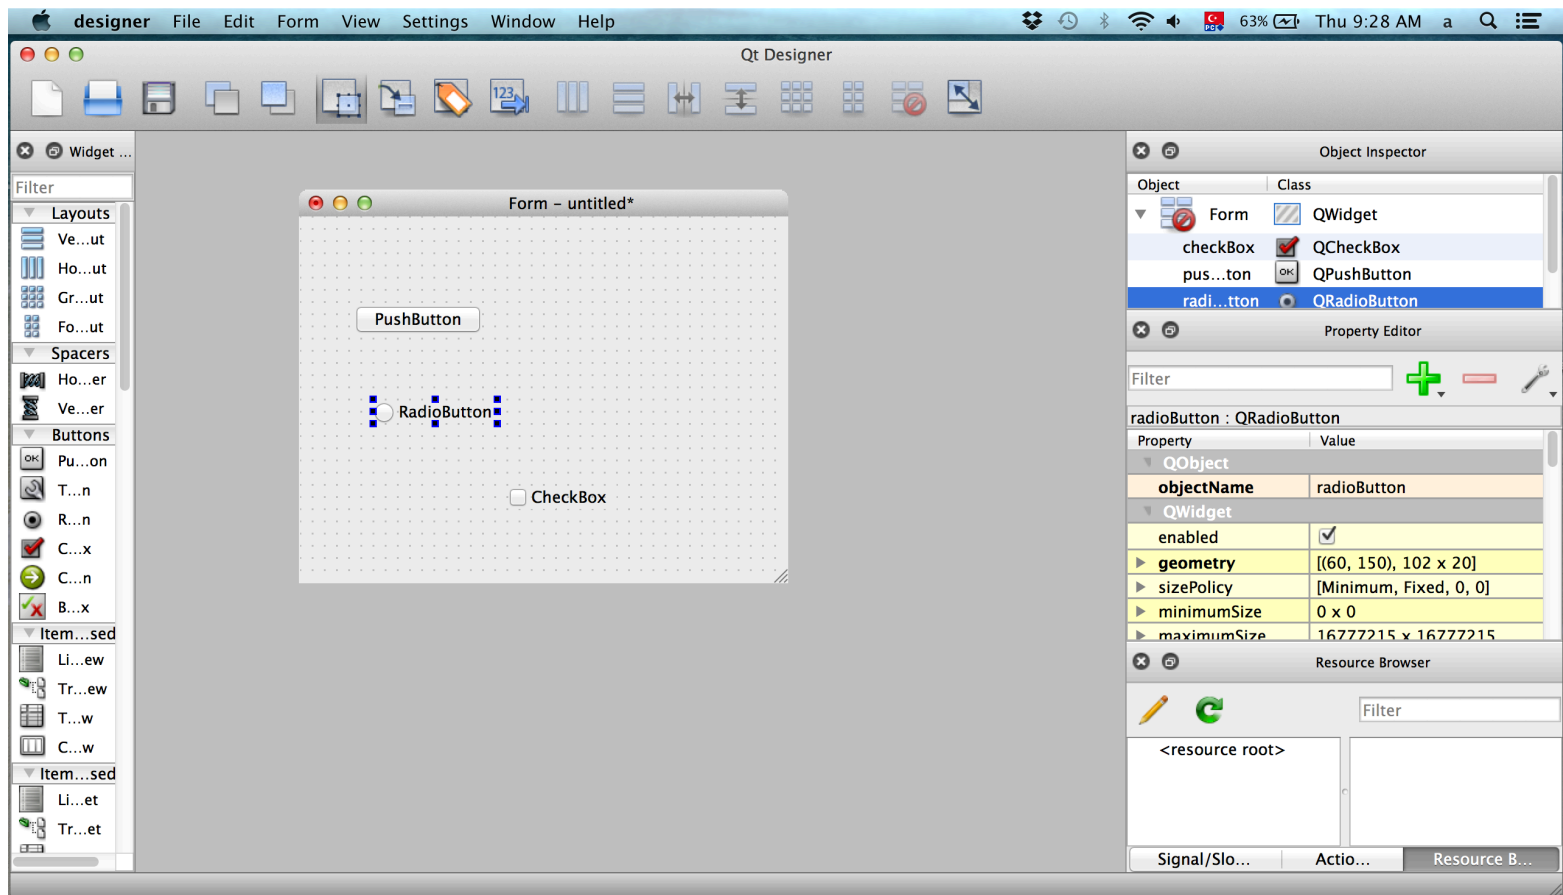 designer File Edit Form View Settings Window Help 63% Thu 9:28 AM a
Qt Designer
123
Widget ...
Filter
Layouts
Ve...ut
Ho...ut
Gr...ut
Fo...ut
Spacers
Ho...er
Ve...er
Buttons
OK Pu...on
T...n
R...n
C...x
C...n
B...x
Item...sed
Li...ew
Tr...ew
T...w
C...w
Item...sed
Li...et
Tr...et
Form – untitled*
PushButton
RadioButton
CheckBox
Object Inspector
Object Class
Form QWidget
checkBox QCheckBox
pus...ton OK QPushButton
radi...tton QRadioButton
Property Editor
Filter
radioButton : QRadioButton
Property Value
QObject
objectName radioButton
QWidget
enabled
geometry [(60, 150), 102 x 20]
sizePolicy [Minimum, Fixed, 0, 0]
minimumSize 0 x 0
maximumSize 16777215 x 16777215
Resource Browser
Filter
<resource root>
Signal/Slo... Actio... Resource B...